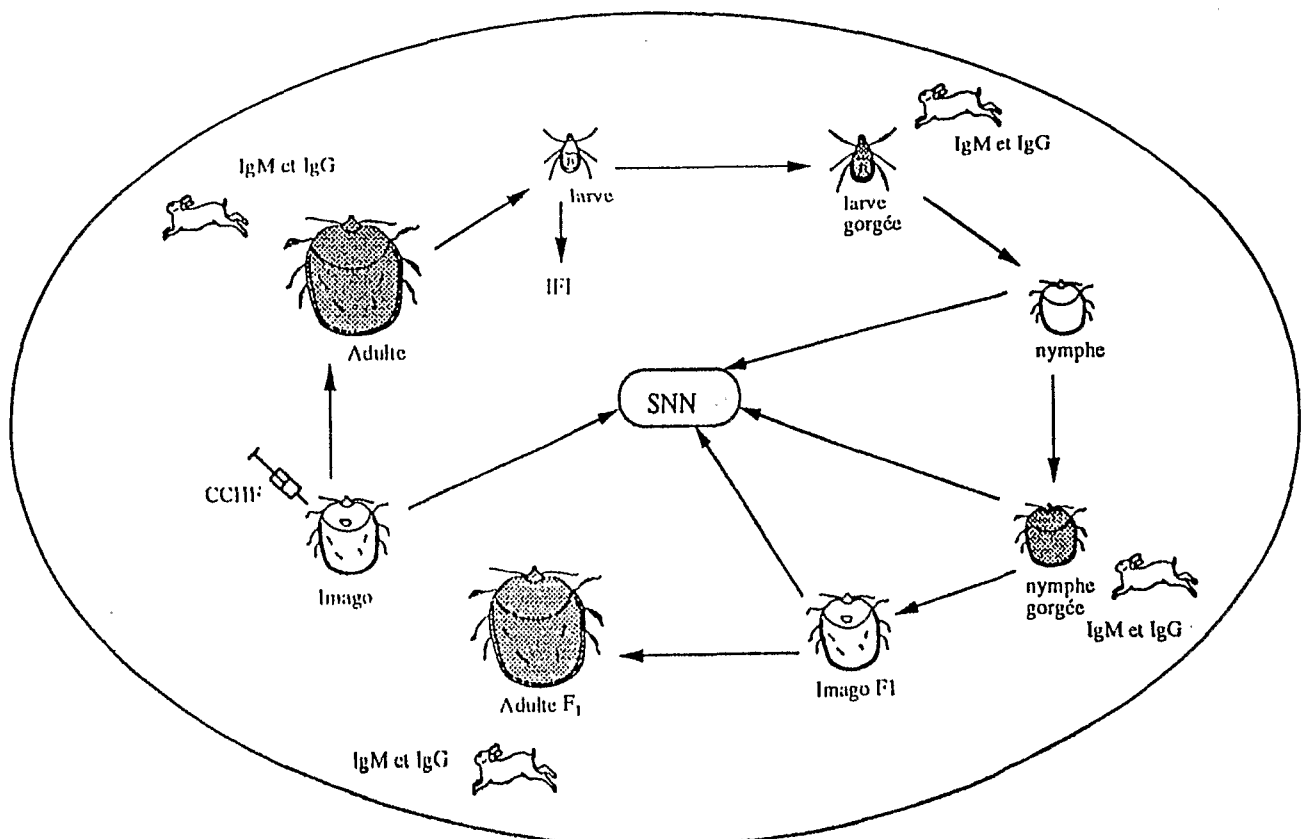 IgM et IgG
larve
IFI
larve
gorgée
IgM et IgG
nymphe
Adulte
SNN
CCHF
Imago
nymphe
gorgée
IgM et IgG
Imago F1
Adulte F1
IgM et IgG